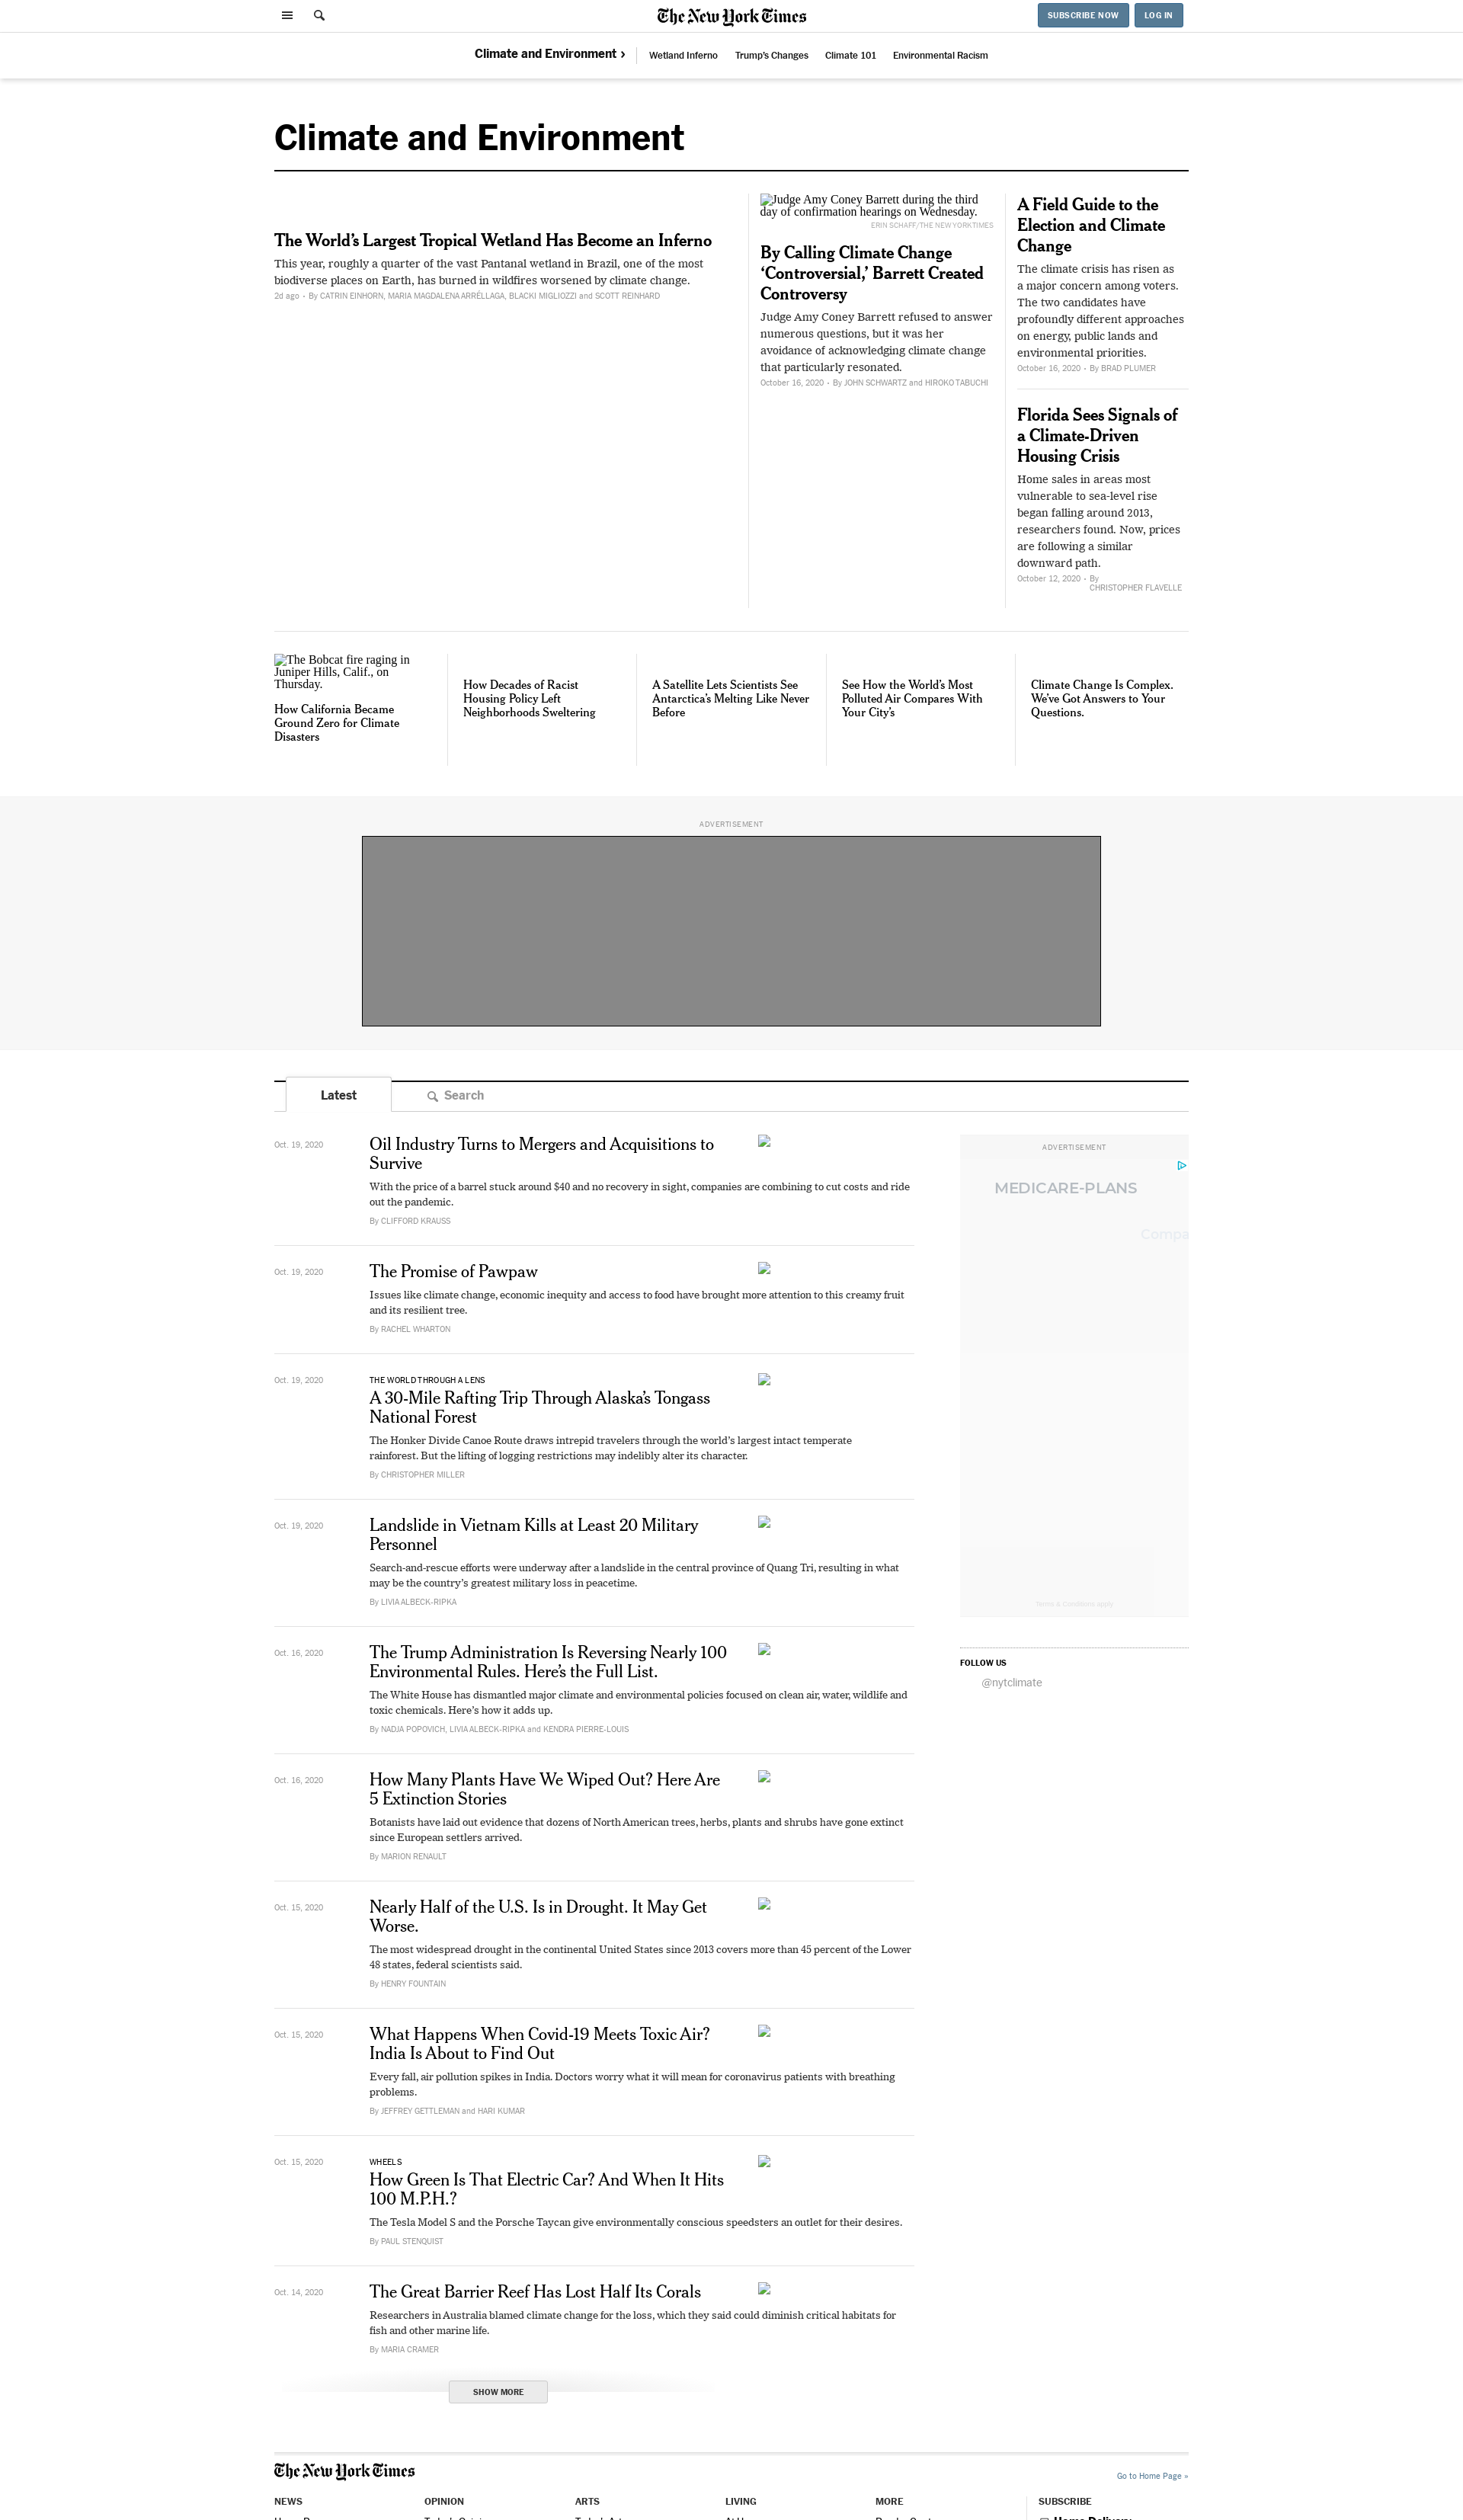 The New York Times
SUBSCRIBE NOW
LOG IN
Climate and Environment ›
Wetland Inferno
Trump's Changes
Climate 101
Environmental Racism
Climate and Environment
The World's Largest Tropical Wetland Has Become an Inferno
This year, roughly a quarter of the vast Pantanal wetland in Brazil, one of the most
biodiverse places on Earth, has burned in wildfires worsened by climate change.
2d ago • By CATRIN EINHORN, MARIA MAGDALENA ARRÉLLAGA, BLACKI MIGLIOZZI and SCOTT REINHARD
Judge Amy Coney Barrett during the third
day of confirmation hearings on Wednesday.
ERIN SCHAFF/THE NEW YORK TIMES
By Calling Climate Change
'Controversial,' Barrett Created
Controversy
Judge Amy Coney Barrett refused to answer
numerous questions, but it was her
avoidance of acknowledging climate change
that particularly resonated.
October 16, 2020 • By JOHN SCHWARTZ and HIROKO TABUCHI
A Field Guide to the
Election and Climate
Change
The climate crisis has risen as
a major concern among voters.
The two candidates have
profoundly different approaches
on energy, public lands and
environmental priorities.
October 16, 2020 • By BRAD PLUMER
Florida Sees Signals of
a Climate-Driven
Housing Crisis
Home sales in areas most
vulnerable to sea-level rise
began falling around 2013,
researchers found. Now, prices
are following a similar
downward path.
October 12, 2020 • By
CHRISTOPHER FLAVELLE
The Bobcat fire raging in
Juniper Hills, Calif., on
Thursday.
How California Became
Ground Zero for Climate
Disasters
How Decades of Racist
Housing Policy Left
Neighborhoods Sweltering
A Satellite Lets Scientists See
Antarctica's Melting Like Never
Before
See How the World's Most
Polluted Air Compares With
Your City's
Climate Change Is Complex.
We've Got Answers to Your
Questions.
ADVERTISEMENT
Latest
Search
Oct. 19, 2020
Oil Industry Turns to Mergers and Acquisitions to
Survive
With the price of a barrel stuck around $40 and no recovery in sight, companies are combining to cut costs and ride
out the pandemic.
By CLIFFORD KRAUSS
Oct. 19, 2020
The Promise of Pawpaw
Issues like climate change, economic inequity and access to food have brought more attention to this creamy fruit
and its resilient tree.
By RACHEL WHARTON
Oct. 19, 2020
THE WORLD THROUGH A LENS
A 30-Mile Rafting Trip Through Alaska's Tongass
National Forest
The Honker Divide Canoe Route draws intrepid travelers through the world's largest intact temperate
rainforest. But the lifting of logging restrictions may indelibly alter its character.
By CHRISTOPHER MILLER
Oct. 19, 2020
Landslide in Vietnam Kills at Least 20 Military
Personnel
Search-and-rescue efforts were underway after a landslide in the central province of Quang Tri, resulting in what
may be the country's greatest military loss in peacetime.
By LIVIA ALBECK-RIPKA
Oct. 16, 2020
The Trump Administration Is Reversing Nearly 100
Environmental Rules. Here's the Full List.
The White House has dismantled major climate and environmental policies focused on clean air, water, wildlife and
toxic chemicals. Here's how it adds up.
By NADJA POPOVICH, LIVIA ALBECK-RIPKA and KENDRA PIERRE-LOUIS
Oct. 16, 2020
How Many Plants Have We Wiped Out? Here Are
5 Extinction Stories
Botanists have laid out evidence that dozens of North American trees, herbs, plants and shrubs have gone extinct
since European settlers arrived.
By MARION RENAULT
Oct. 15, 2020
Nearly Half of the U.S. Is in Drought. It May Get
Worse.
The most widespread drought in the continental United States since 2013 covers more than 45 percent of the Lower
48 states, federal scientists said.
By HENRY FOUNTAIN
Oct. 15, 2020
What Happens When Covid-19 Meets Toxic Air?
India Is About to Find Out
Every fall, air pollution spikes in India. Doctors worry what it will mean for coronavirus patients with breathing
problems.
By JEFFREY GETTLEMAN and HARI KUMAR
Oct. 15, 2020
WHEELS
How Green Is That Electric Car? And When It Hits
100 M.P.H.?
The Tesla Model S and the Porsche Taycan give environmentally conscious speedsters an outlet for their desires.
By PAUL STENQUIST
Oct. 14, 2020
The Great Barrier Reef Has Lost Half Its Corals
Researchers in Australia blamed climate change for the loss, which they said could diminish critical habitats for
fish and other marine life.
By MARIA CRAMER
SHOW MORE
ADVERTISEMENT
MEDICARE-PLANS
Compa
Terms & Conditions apply
FOLLOW US
@nytclimate
The New York Times
Go to Home Page »
NEWS
OPINION
ARTS
LIVING
MORE
SUBSCRIBE